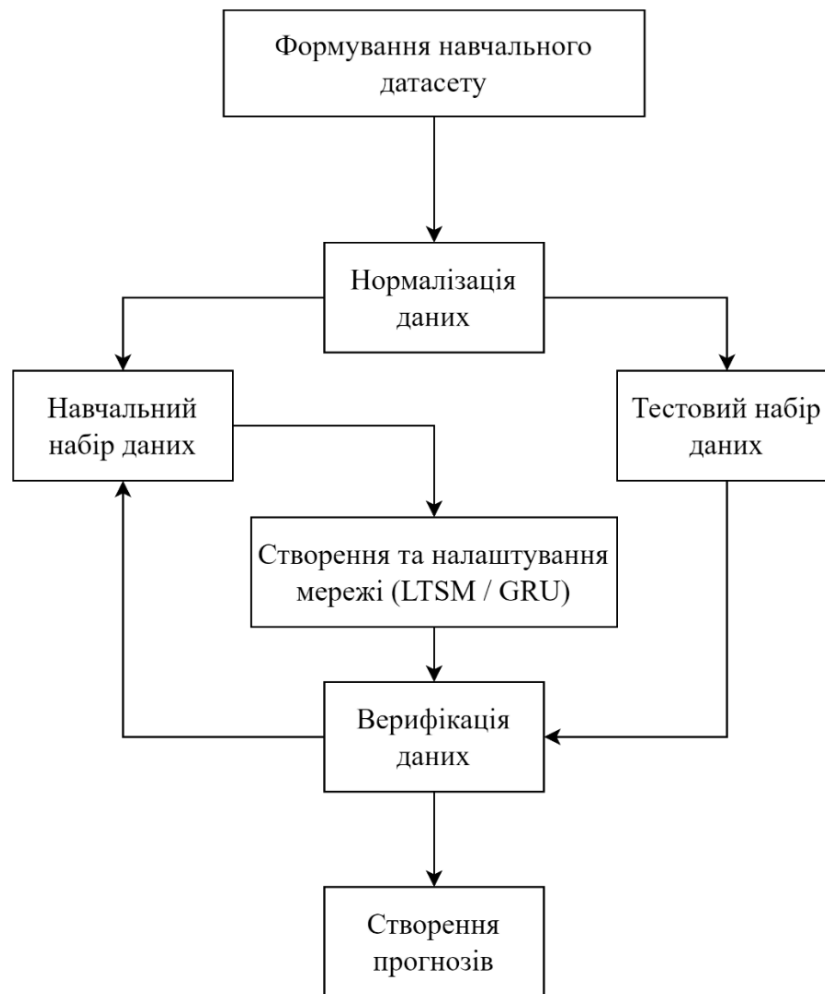 Формування навчального
датасету
Нормалізація
даних
Навчальний
набір даних
Тестовий набір
даних
Створення та налаштування
мережі (LTSM / GRU)
Верифікація
даних
Створення
прогнозів